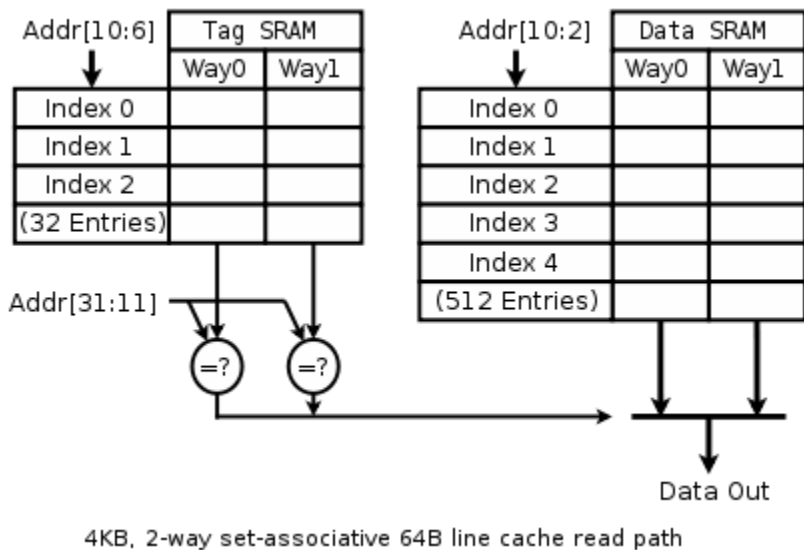 Addr[10:6]
Tag SRAM
Way0
Way1
Index 0
Index 1
Index 2
(32 Entries)
Addr[31:11]
=?
=?
Addr[10:2]
Data SRAM
Way0
Way1
Index 0
Index 1
Index 2
Index 3
Index 4
(512 Entries)
Data Out
4KB, 2-way set-associative 64B line cache read path